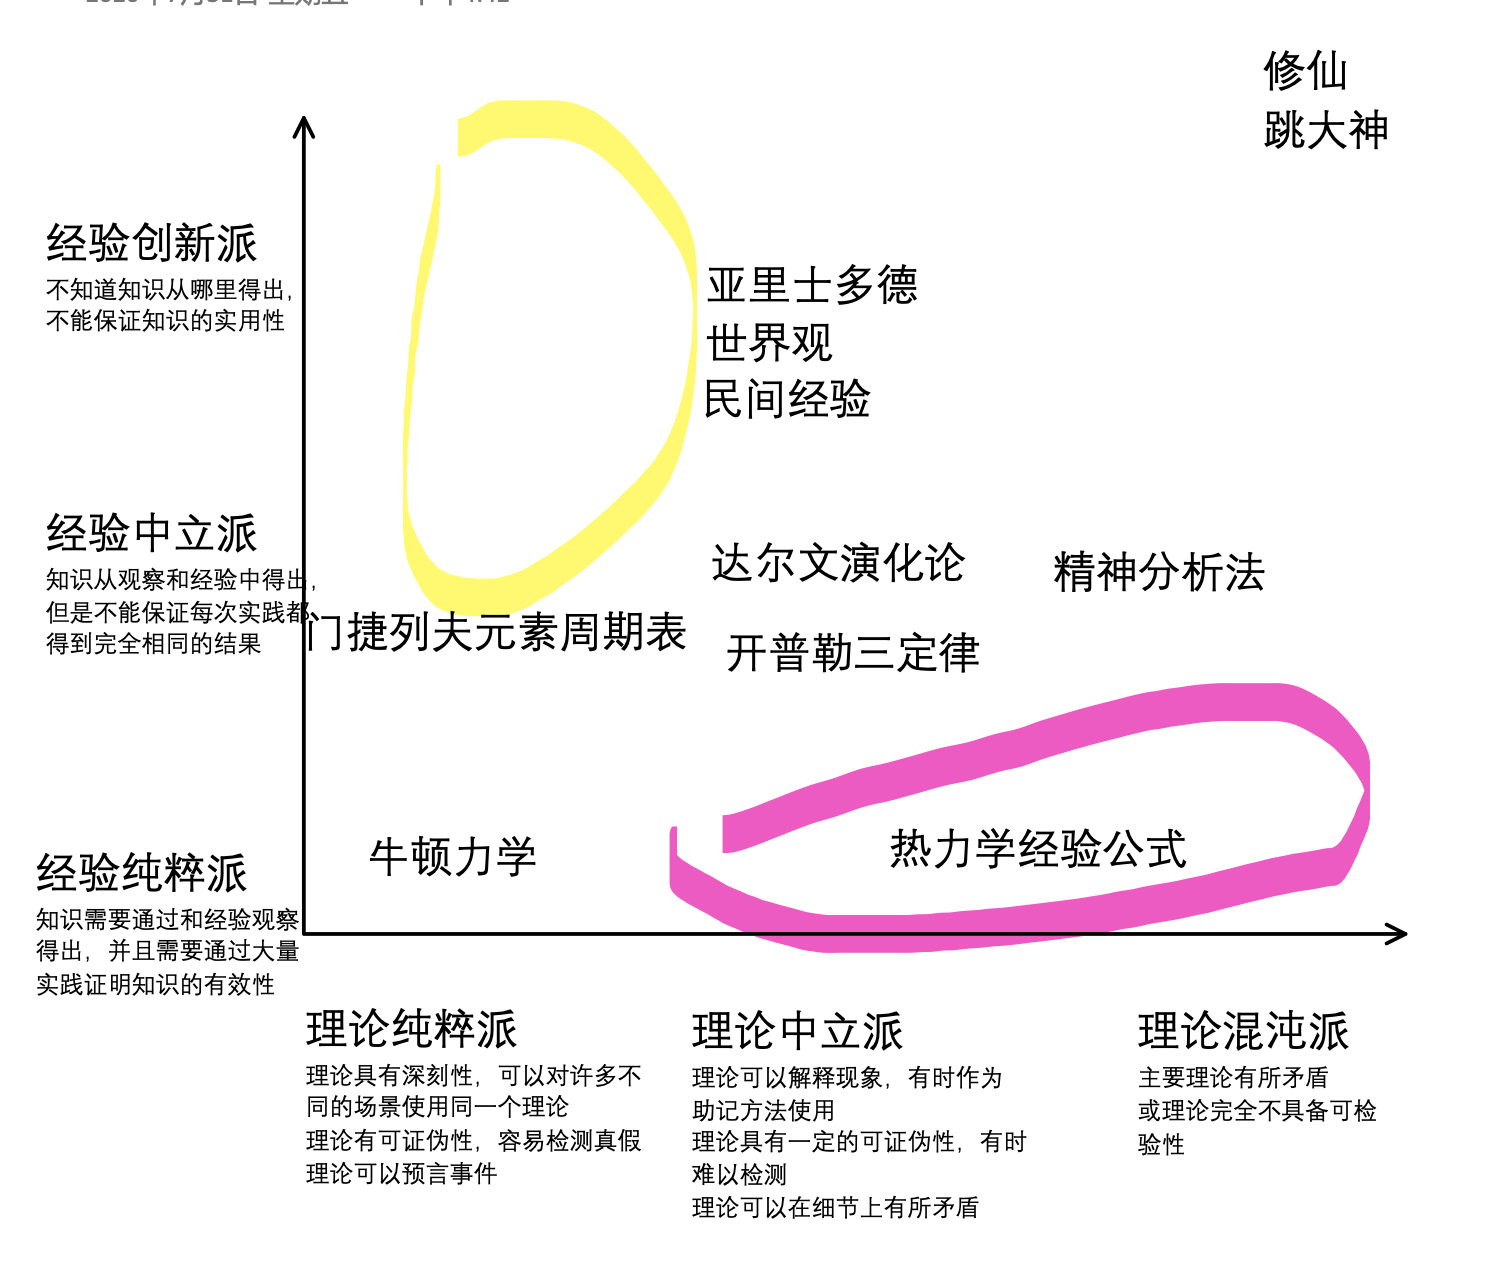 修仙
跳大神
经验创新派
不知道知识从哪里得出，
不能保证知识的实用性
亚里士多德
世界观
民间经验
经验中立派
知识从观察和经验中得出，
但是不能保证每次实践都
得到完全相同的结果
达尔文演化论
精神分析法
门捷列夫元素周期表
开普勒三定律
经验纯粹派
知识需要通过和经验观察
得出，并且需要通过大量
实践证明知识的有效性
牛顿力学
热力学经验公式
理论纯粹派
理论具有深刻性，可以对许多不
同的场景使用同一个理论
理论有可证伪性，容易检测真假
理论可以预言事件
理论中立派
理论可以解释现象，有时作为
助记方法使用
理论具有一定的可证伪性，有时
难以检测
理论可以在细节上有所矛盾
理论混沌派
主要理论有所矛盾
或理论完全不具备可检
验性